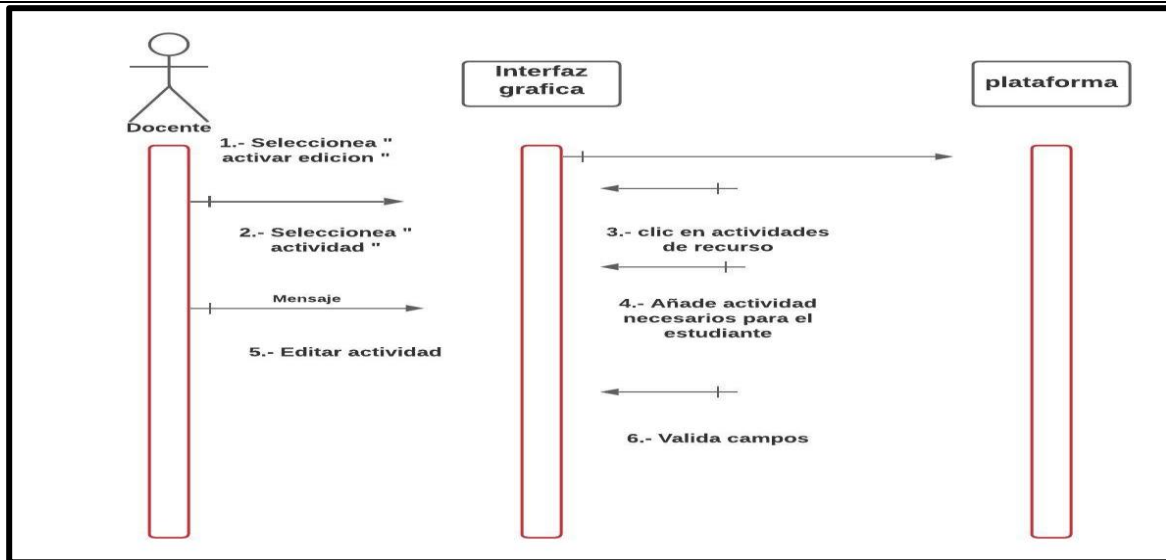 Docente
Interfaz
grafica
plataforma
1.- Seleccionea "
activar edicion "
2.- Seleccionea "
actividad "
3.- clic en actividades
de recurso
Mensaje
4.- Añade actividad
necesarios para el
estudiante
5.- Editar actividad
6.- Valida campos